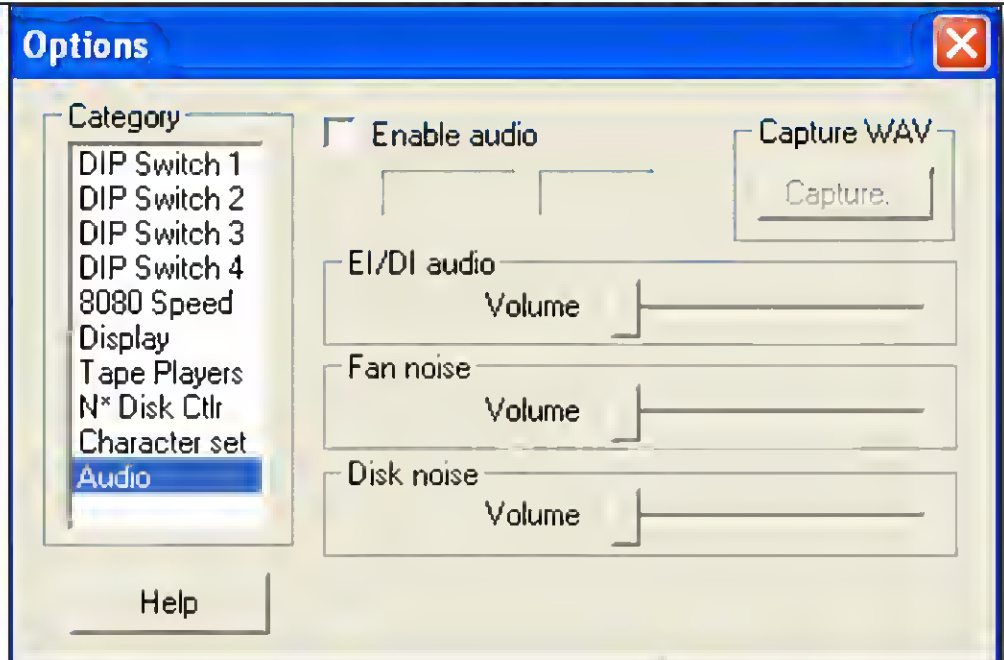 Options
Category
DIP Switch 1
DIP Switch 2
DIP Switch 3
DIP Switch 4
8080 Speed
Display
Tape Players
N* Disk Ctlr
Character set
Audio
Help
Enable audio
Capture WAV
Capture.
EI/DI audio
Volume
Fan noise
Volume
Disk noise
Volume